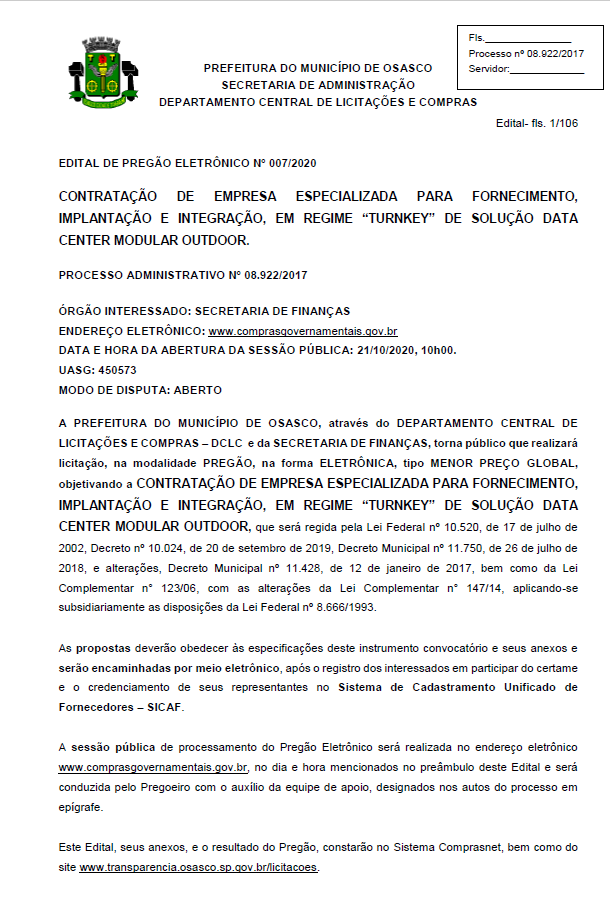 Fls.________________
Processo nº 08.922/2017
Servidor:______________
PREFEITURA DO MUNICÍPIO DE OSASCO
SECRETARIA DE ADMINISTRAÇÃO
DEPARTAMENTO CENTRAL DE LICITAÇÕES E COMPRAS
Edital- fls. 1/106
EDITAL DE PREGÃO ELETRÔNICO N° 007/2020
CONTRATAÇÃO DE EMPRESA ESPECIALIZADA PARA FORNECIMENTO,
IMPLANTAÇÃO E INTEGRAÇÃO, EM REGIME “TURNKEY” DE SOLUÇÃO DATA
CENTER MODULAR OUTDOOR.
PROCESSO ADMINISTRATIVO N° 08.922/2017
ÓRGÃO INTERESSADO: SECRETARIA DE FINANÇAS
ENDEREÇO ELETRÔNICO: www.comprasgovernamentais.gov.br
DATA E HORA DA ABERTURA DA SESSÃO PÚBLICA: 21/10/2020, 10h00.
UASG: 450573
MODO DE DISPUTA: ABERTO
A PREFEITURA DO MUNICÍPIO DE OSASCO, através do DEPARTAMENTO CENTRAL DE
LICITAÇÕES E COMPRAS – DCLC e da SECRETARIA DE FINANÇAS, torna público que realizará
licitação, na modalidade PREGÃO, na forma ELETRÔNICA, tipo MENOR PREÇO GLOBAL,
objetivando a CONTRATAÇÃO DE EMPRESA ESPECIALIZADA PARA FORNECIMENTO,
IMPLANTAÇÃO E INTEGRAÇÃO, EM REGIME “TURNKEY” DE SOLUÇÃO DATA
CENTER MODULAR OUTDOOR, que será regida pela Lei Federal nº 10.520, de 17 de julho de
2002, Decreto nº 10.024, de 20 de setembro de 2019, Decreto Municipal nº 11.750, de 26 de julho de
2018, e alterações, Decreto Municipal nº 11.428, de 12 de janeiro de 2017, bem como da Lei
Complementar n° 123/06, com as alterações da Lei Complementar n° 147/14, aplicando-se
subsidiariamente as disposições da Lei Federal nº 8.666/1993.
As propostas deverão obedecer às especificações deste instrumento convocatório e seus anexos e
serão encaminhadas por meio eletrônico, após o registro dos interessados em participar do certame
e o credenciamento de seus representantes no Sistema de Cadastramento Unificado de
Fornecedores – SICAF.
A sessão pública de processamento do Pregão Eletrônico será realizada no endereço eletrônico
www.comprasgovernamentais.gov.br, no dia e hora mencionados no preâmbulo deste Edital e será
conduzida pelo Pregoeiro com o auxílio da equipe de apoio, designados nos autos do processo em
epígrafe.
Este Edital, seus anexos, e o resultado do Pregão, constarão no Sistema Comprasnet, bem como do
site www.transparencia.osasco.sp.gov.br/licitacoes.